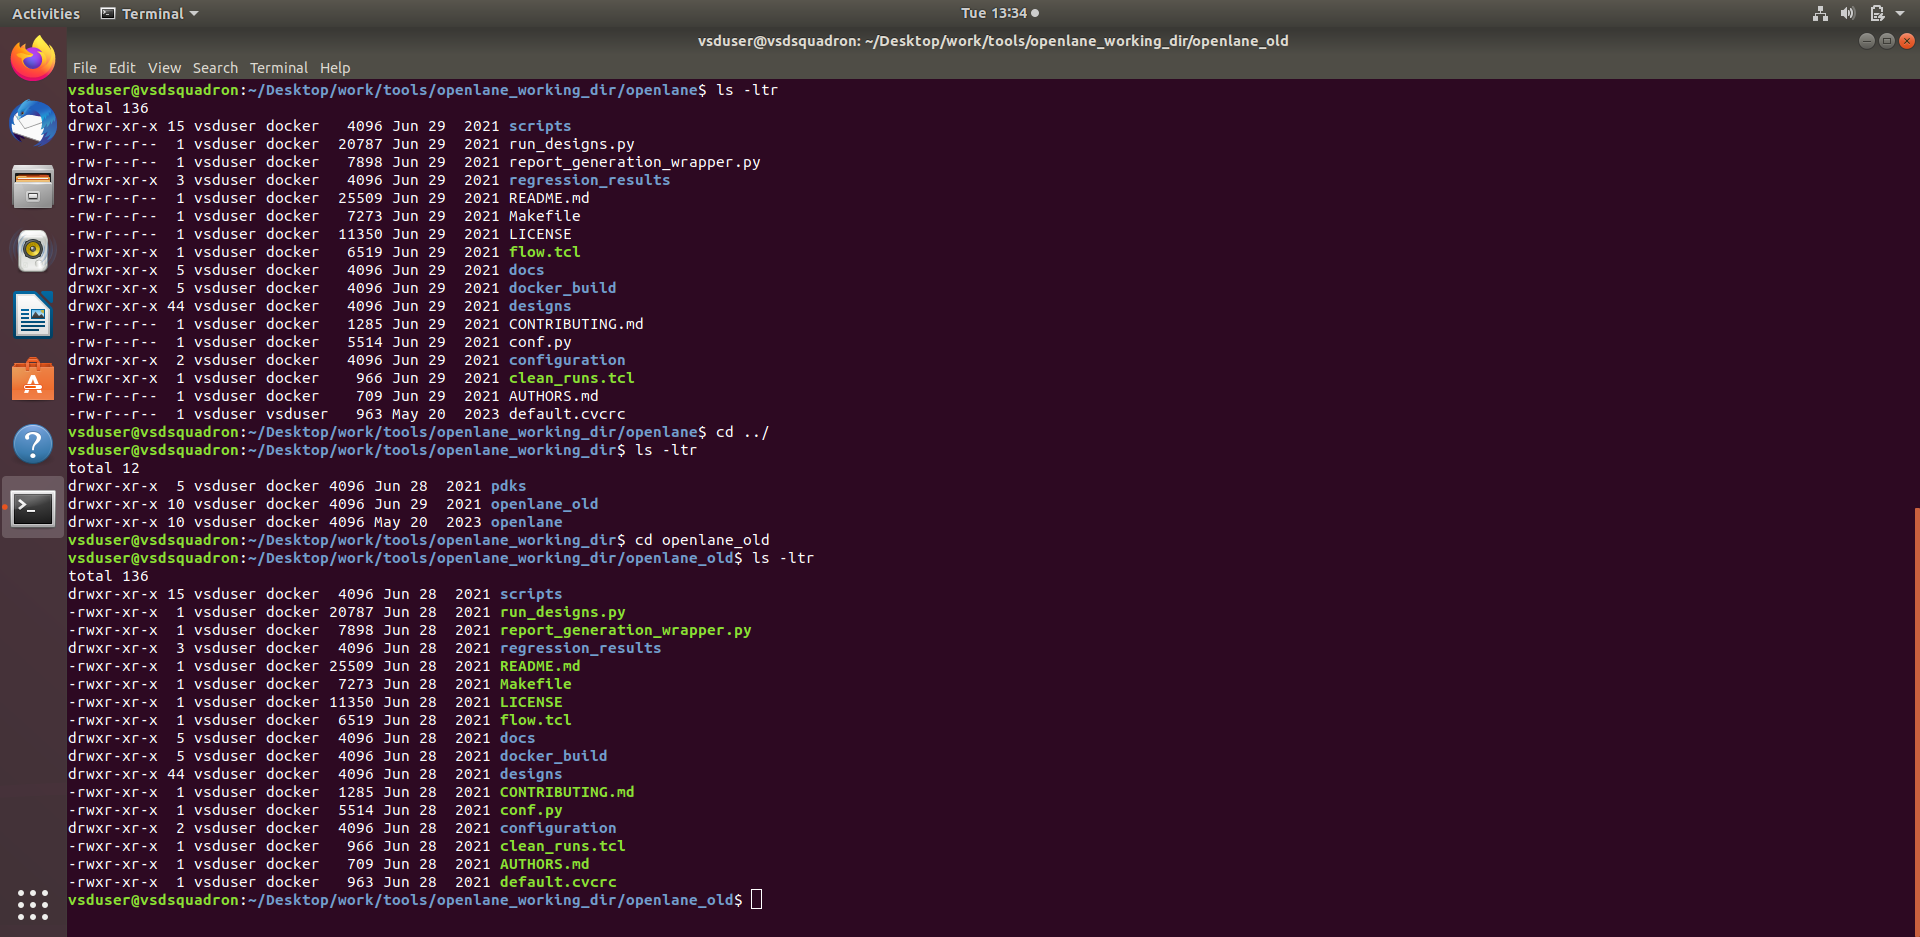 Activities Terminal Tue 13:34
vsduser@vsdsquadron: ~/Desktop/work/tools/openlane_working_dir/openlane_old
File Edit View Search Terminal Help
vsduser@vsdsquadron:~/Desktop/work/tools/openlane_working_dir/openlane$ ls -ltr
total 136
drwxr-xr-x 15 vsduser docker   4096 Jun 29  2021 scripts
-rw-r--r--  1 vsduser docker  20787 Jun 29  2021 run_designs.py
-rw-r--r--  1 vsduser docker   7898 Jun 29  2021 report_generation_wrapper.py
drwxr-xr-x  3 vsduser docker   4096 Jun 29  2021 regression_results
-rw-r--r--  1 vsduser docker  25509 Jun 29  2021 README.md
-rw-r--r--  1 vsduser docker   7273 Jun 29  2021 Makefile
-rw-r--r--  1 vsduser docker  11350 Jun 29  2021 LICENSE
-rwxr-xr-x  1 vsduser docker   6519 Jun 29  2021 flow.tcl
drwxr-xr-x  5 vsduser docker   4096 Jun 29  2021 docs
drwxr-xr-x  5 vsduser docker   4096 Jun 29  2021 docker_build
drwxr-xr-x 44 vsduser docker   4096 Jun 29  2021 designs
-rw-r--r--  1 vsduser docker   1285 Jun 29  2021 CONTRIBUTING.md
-rw-r--r--  1 vsduser docker   5514 Jun 29  2021 conf.py
drwxr-xr-x  2 vsduser docker   4096 Jun 29  2021 configuration
-rwxr-xr-x  1 vsduser docker    966 Jun 29  2021 clean_runs.tcl
-rw-r--r--  1 vsduser docker    709 Jun 29  2021 AUTHORS.md
-rw-r--r--  1 vsduser vsduser   963 May 20  2023 default.cvcrc
vsduser@vsdsquadron:~/Desktop/work/tools/openlane_working_dir/openlane$ cd ../
vsduser@vsdsquadron:~/Desktop/work/tools/openlane_working_dir$ ls -ltr
total 12
drwxr-xr-x  5 vsduser docker 4096 Jun 28  2021 pdks
drwxr-xr-x 10 vsduser docker 4096 Jun 29  2021 openlane_old
drwxr-xr-x 10 vsduser docker 4096 May 20  2023 openlane
vsduser@vsdsquadron:~/Desktop/work/tools/openlane_working_dir$ cd openlane_old
vsduser@vsdsquadron:~/Desktop/work/tools/openlane_working_dir/openlane_old$ ls -ltr
total 136
drwxr-xr-x 15 vsduser docker  4096 Jun 28  2021 scripts
-rwxr-xr-x  1 vsduser docker 20787 Jun 28  2021 run_designs.py
-rwxr-xr-x  1 vsduser docker  7898 Jun 28  2021 report_generation_wrapper.py
drwxr-xr-x  3 vsduser docker  4096 Jun 28  2021 regression_results
-rwxr-xr-x  1 vsduser docker 25509 Jun 28  2021 README.md
-rwxr-xr-x  1 vsduser docker  7273 Jun 28  2021 Makefile
-rwxr-xr-x  1 vsduser docker 11350 Jun 28  2021 LICENSE
-rwxr-xr-x  1 vsduser docker  6519 Jun 28  2021 flow.tcl
drwxr-xr-x  5 vsduser docker  4096 Jun 28  2021 docs
drwxr-xr-x  5 vsduser docker  4096 Jun 28  2021 docker_build
drwxr-xr-x 44 vsduser docker  4096 Jun 28  2021 designs
-rwxr-xr-x  1 vsduser docker  1285 Jun 28  2021 CONTRIBUTING.md
-rwxr-xr-x  1 vsduser docker  5514 Jun 28  2021 conf.py
drwxr-xr-x  2 vsduser docker  4096 Jun 28  2021 configuration
-rwxr-xr-x  1 vsduser docker   966 Jun 28  2021 clean_runs.tcl
-rwxr-xr-x  1 vsduser docker   709 Jun 28  2021 AUTHORS.md
-rwxr-xr-x  1 vsduser docker   963 Jun 28  2021 default.cvcrc
vsduser@vsdsquadron:~/Desktop/work/tools/openlane_working_dir/openlane_old$